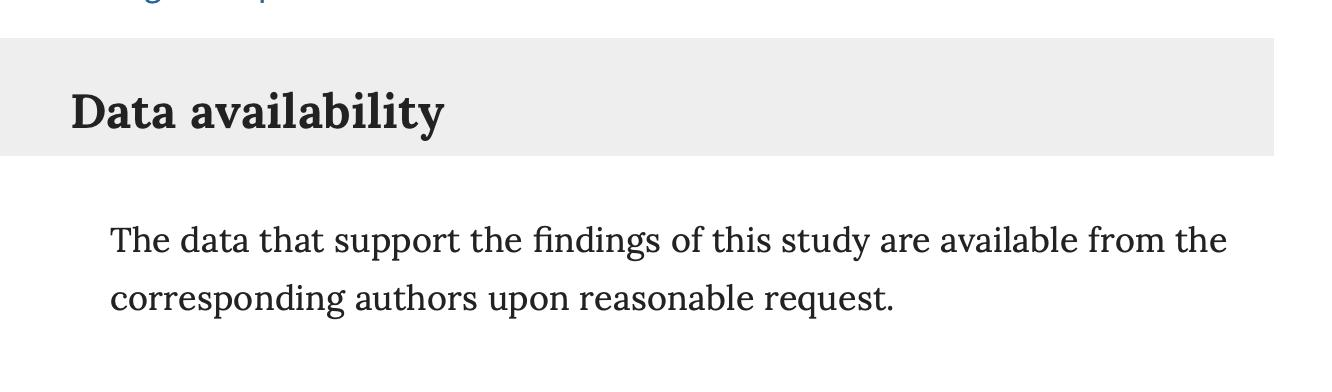 Data availability
The data that support the findings of this study are available from the
corresponding authors upon reasonable request.